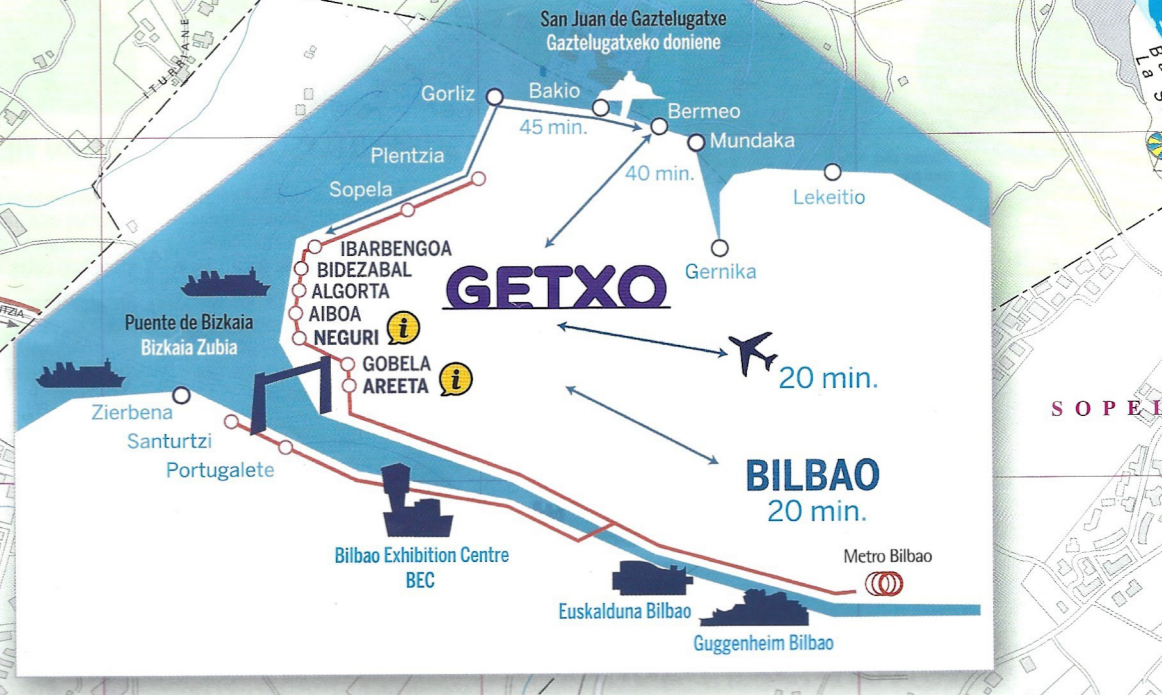 San Juan de Gaztelugatxe
Gaztelugatxeko doniene
ITURRIANE
Gorliz
Bakio
Bermeo
45 min.
Mundaka
Plentzia
40 min.
Sopela
Lekeitio
IBARBENGOA
BIDEZABAL
Gernika
ALGORTA
GETXO
AIBOA
Puente de Bizkaia
Bizkaia Zubia
NEGURI i
GOBELA
AREETA i
20 min.
Zierbena
SOPEL
Santurtzi
Portugalete
BILBAO
20 min.
Bilbao Exhibition Centre
BEC
Metro Bilbao
Euskalduna Bilbao
Guggenheim Bilbao